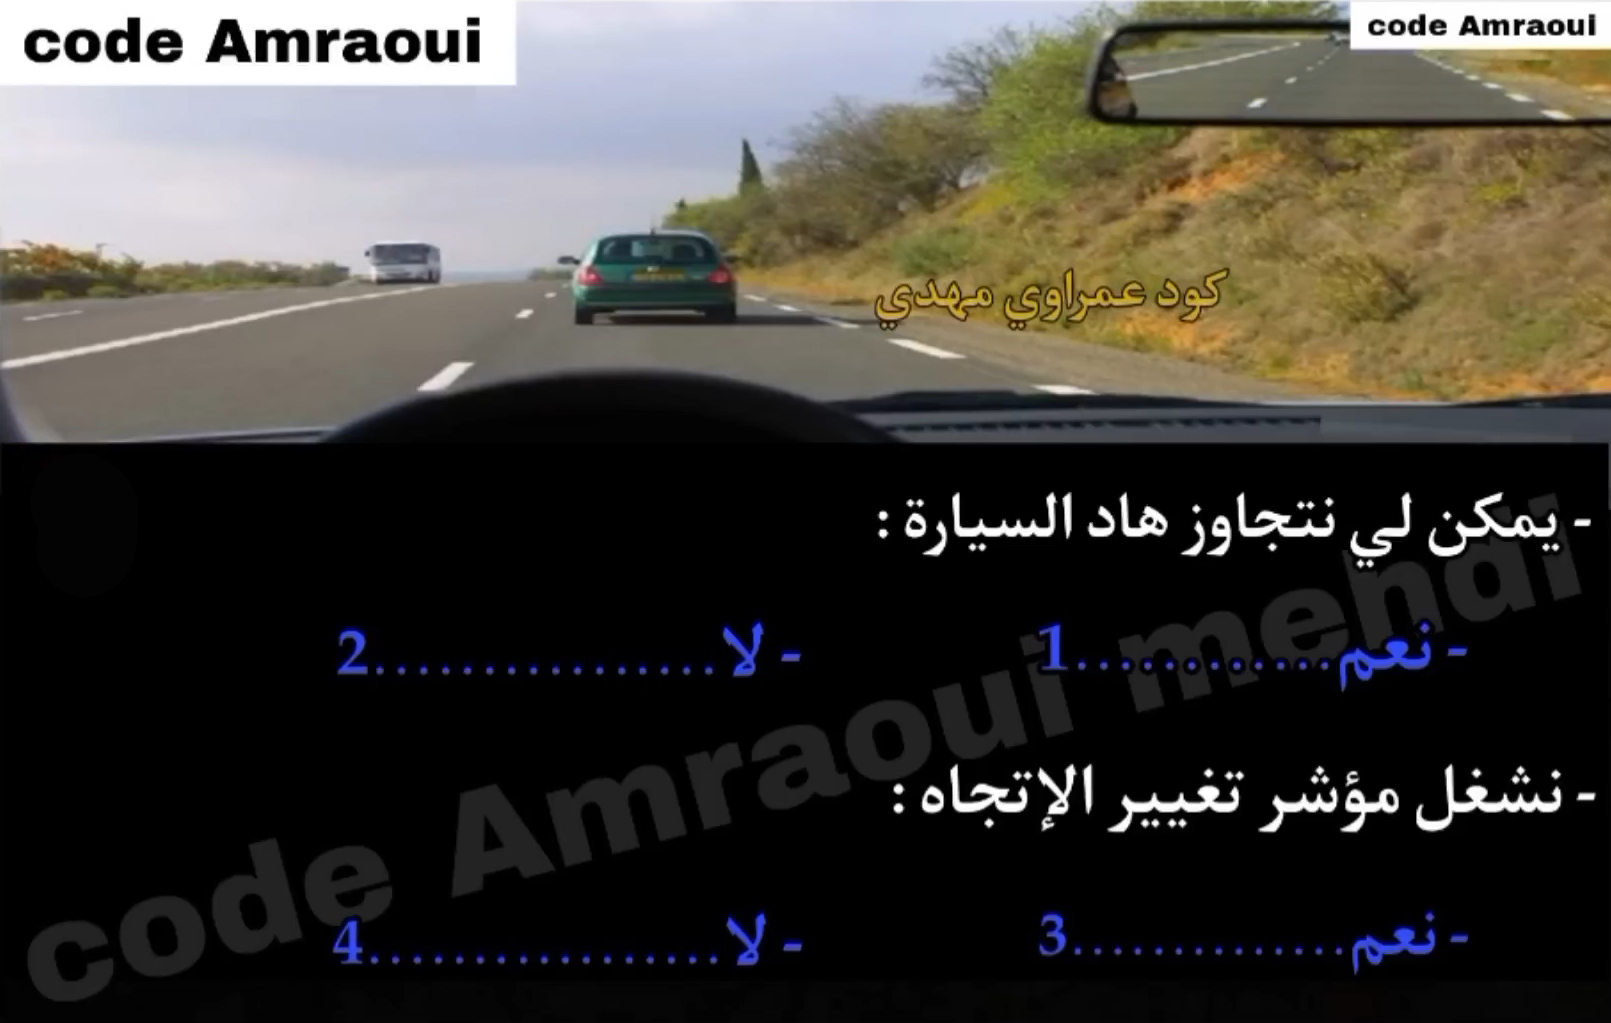 code Amraoui
code Amraoui
كود عمراوي مهدي
- يمكن لي نتجاوز هاد السيارة :
- نعم............1 - لا................2
- نشغل مؤشر تغيير الإتجاه :
- نعم.............3 - لا.................4
code Amraoui mehdi